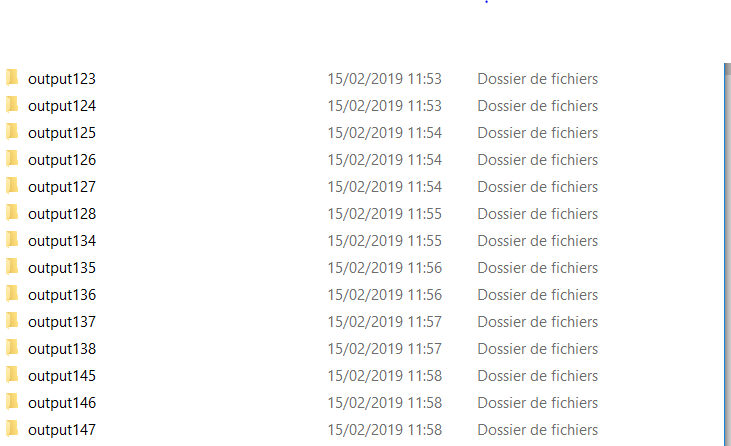 output123 15/02/2019 11:53 Dossier de fichiers
output124 15/02/2019 11:53 Dossier de fichiers
output125 15/02/2019 11:54 Dossier de fichiers
output126 15/02/2019 11:54 Dossier de fichiers
output127 15/02/2019 11:54 Dossier de fichiers
output128 15/02/2019 11:55 Dossier de fichiers
output134 15/02/2019 11:55 Dossier de fichiers
output135 15/02/2019 11:56 Dossier de fichiers
output136 15/02/2019 11:56 Dossier de fichiers
output137 15/02/2019 11:57 Dossier de fichiers
output138 15/02/2019 11:57 Dossier de fichiers
output145 15/02/2019 11:58 Dossier de fichiers
output146 15/02/2019 11:58 Dossier de fichiers
output147 15/02/2019 11:58 Dossier de fichiers